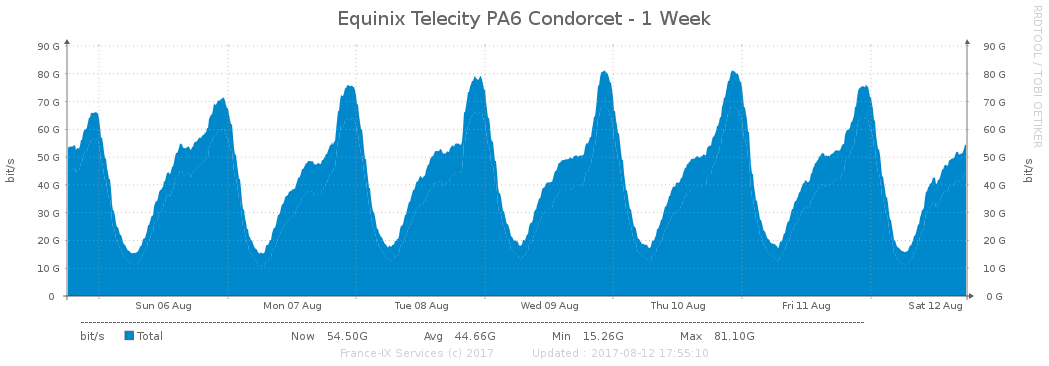 Equinix Telecity PA6 Condorcet - 1 Week
RRDTOOL / TOBI OETIKER
bit/s
90 G 90 G
80 G 80 G
70 G 70 G
60 G 60 G
50 G 50 G
40 G 40 G
30 G 30 G
20 G 20 G
10 G 10 G
0 0 G
bit/s
Sun 06 Aug Mon 07 Aug Tue 08 Aug Wed 09 Aug Thu 10 Aug Fri 11 Aug Sat 12 Aug
bit/s Total Now 54.50G Avg 44.66G Min 15.26G Max 81.10G
France-IX Services (c) 2017 Updated : 2017-08-12 17:55:10